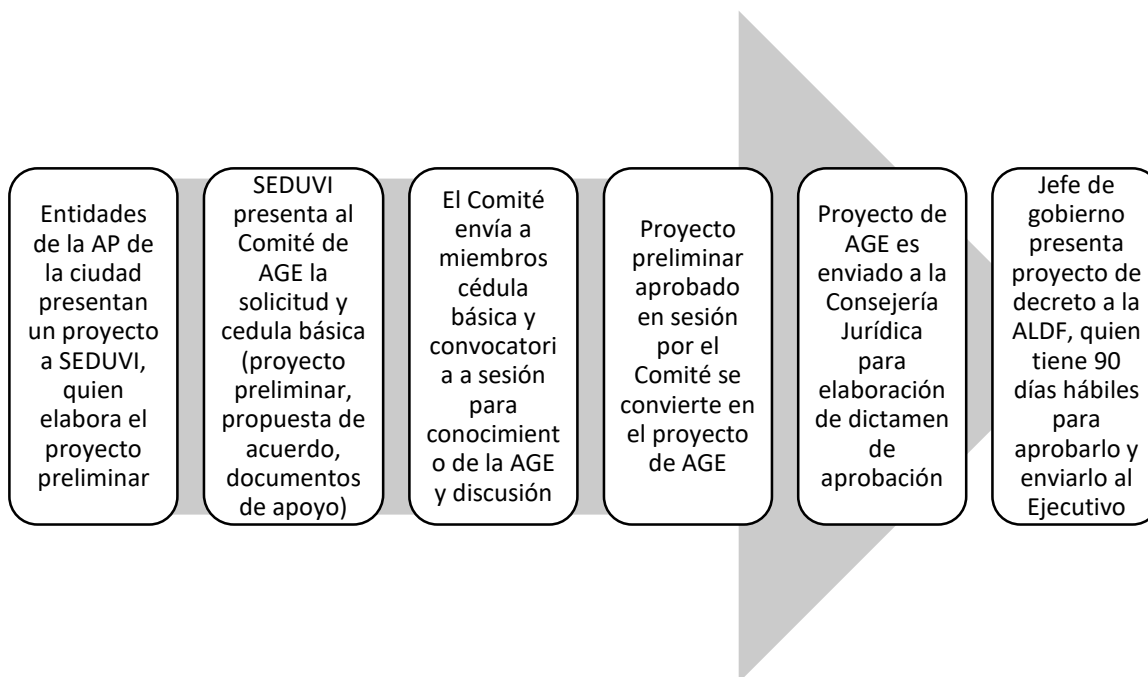 Entidades
de la AP de
la ciudad
presentan
un proyecto
a SEDUVI,
quien
elabora el
proyecto
preliminar
SEDUVI
presenta al
Comité de
AGE la
solicitud y
cedula básica
(proyecto
preliminar,
propuesta de
acuerdo,
documentos
de apoyo)
El Comité
envía a
miembros
cédula
básica y
convocatori
a a sesión
para
conocimient
o de la AGE
y discusión
Proyecto
preliminar
aprobado
en sesión
por el
Comité se
convierte en
el proyecto
de AGE
Proyecto de
AGE es
enviado a la
Consejería
Jurídica
para
elaboración
de dictamen
de
aprobación
Jefe de
gobierno
presenta
proyecto de
decreto a la
ALDF, quien
tiene 90
días hábiles
para
aprobarlo y
enviarlo al
Ejecutivo